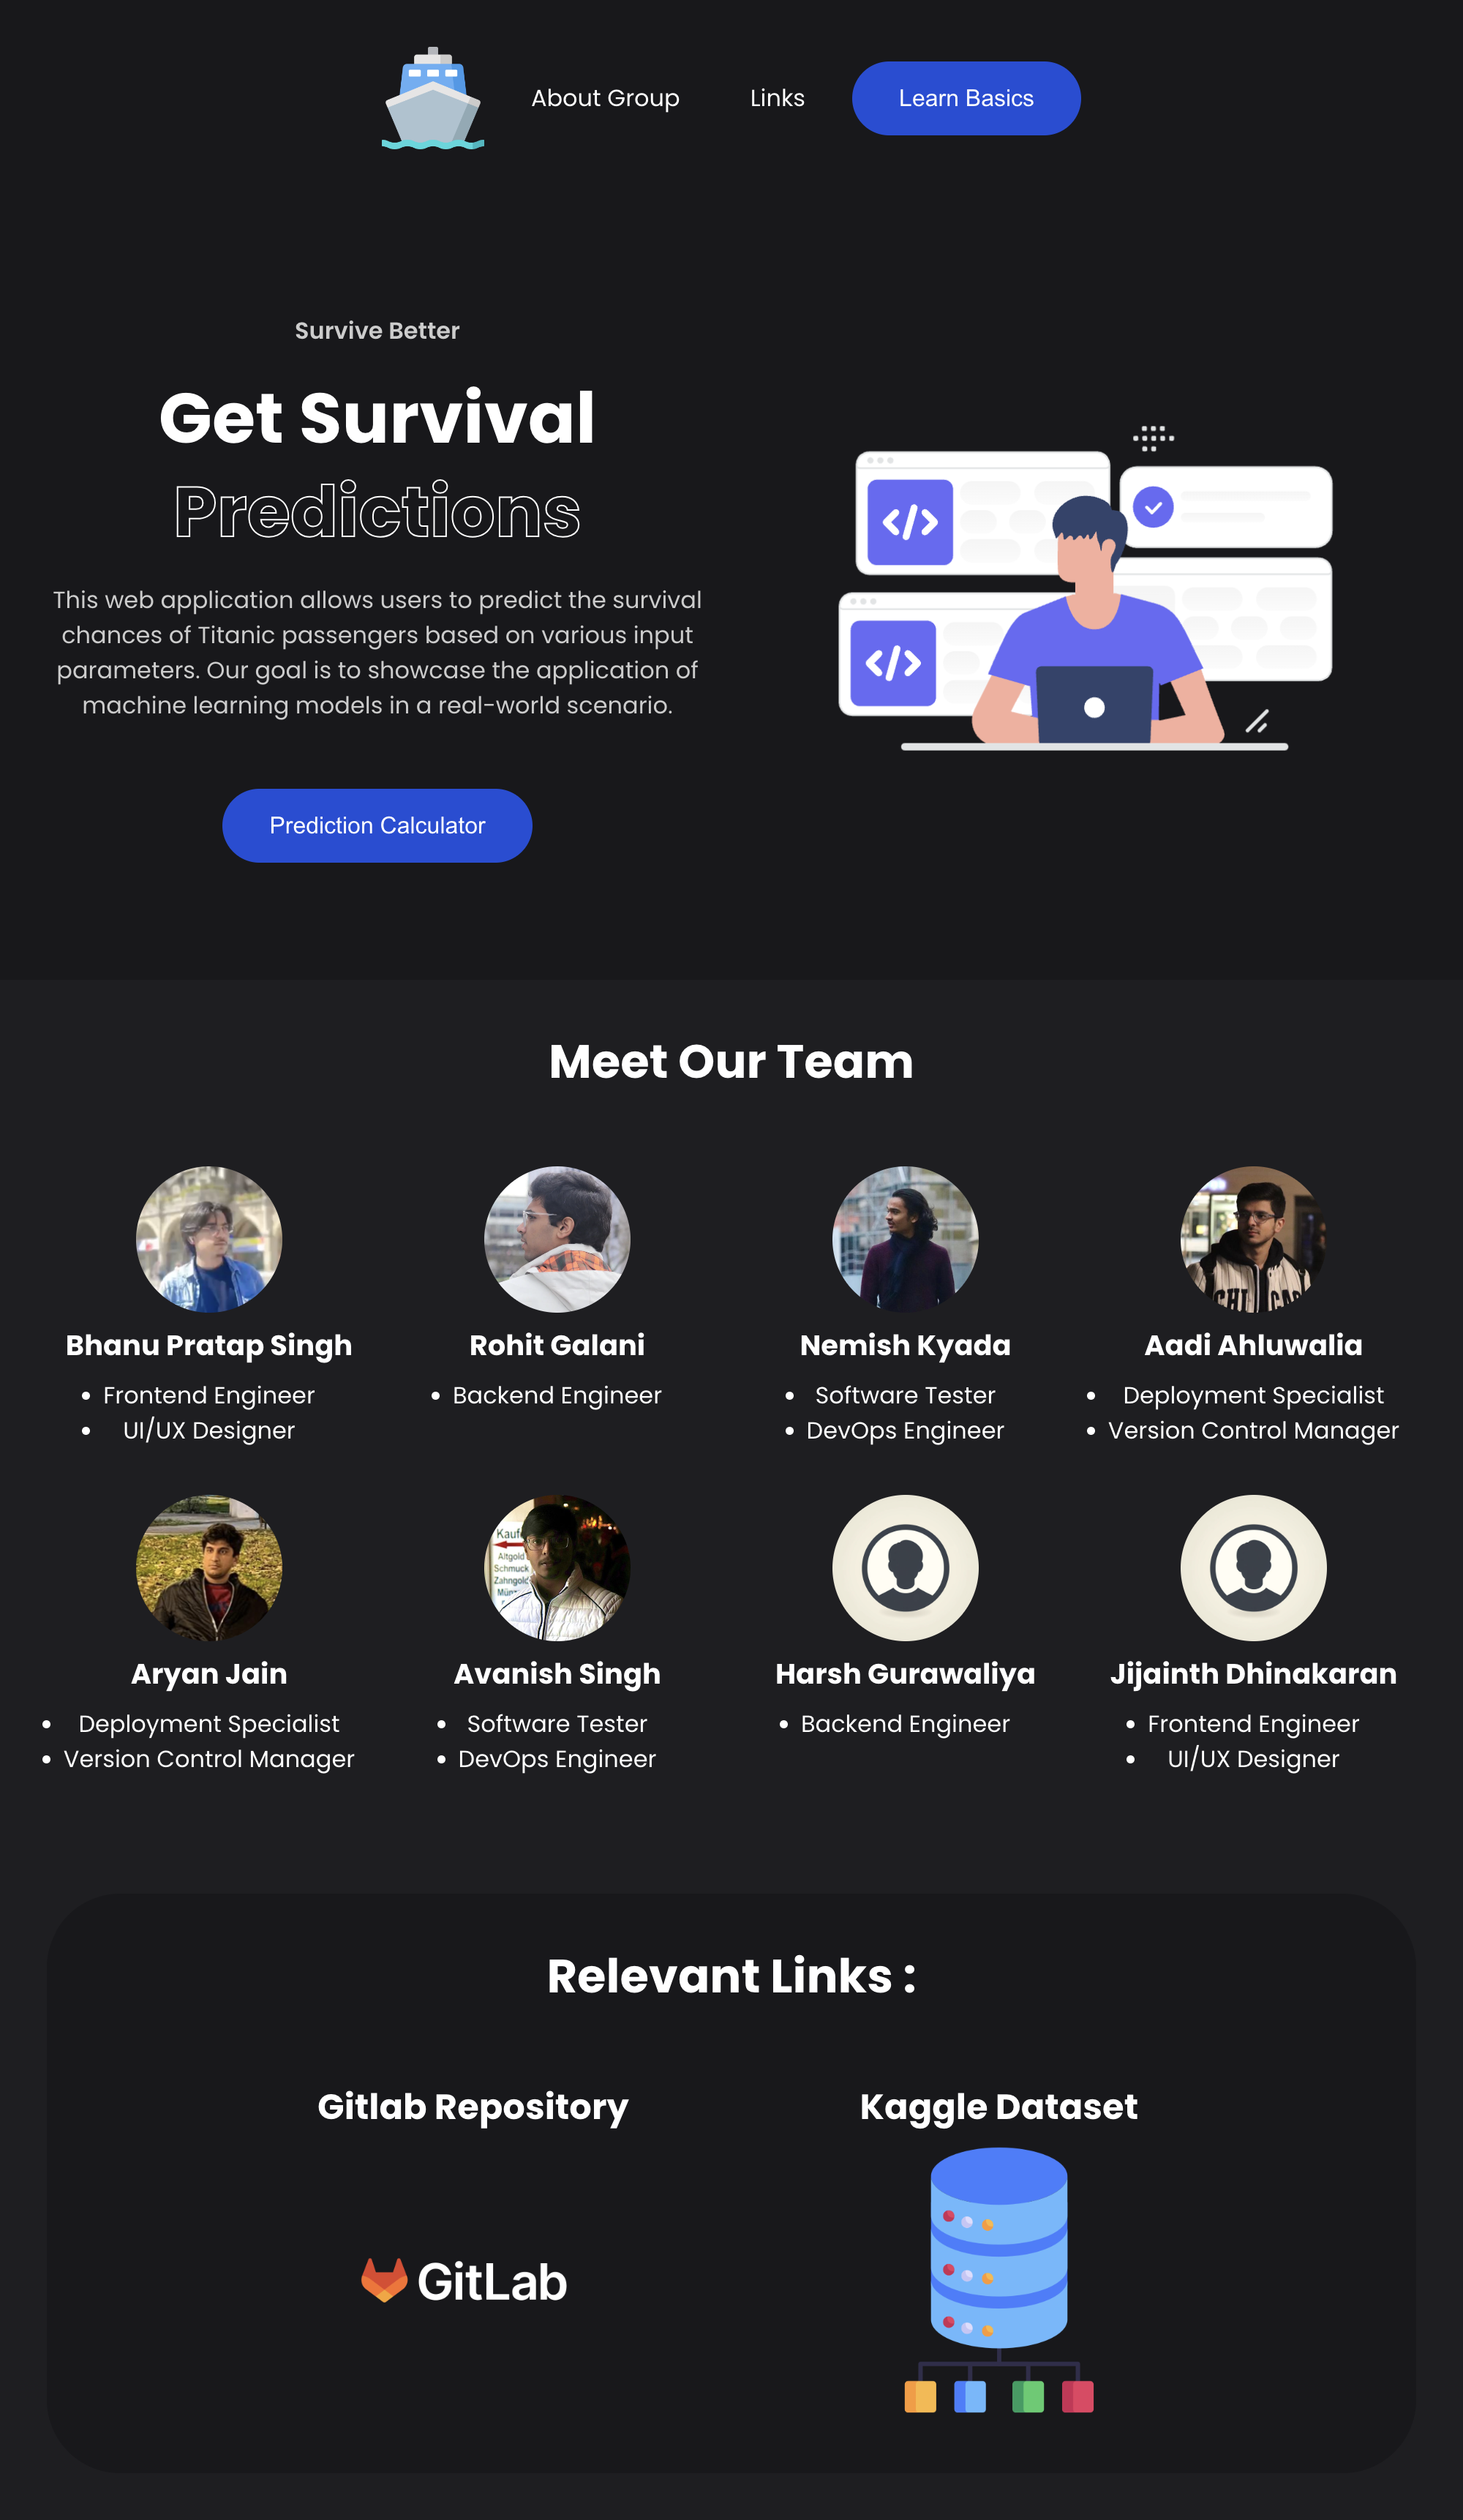 About Group
Links
Learn Basics
Survive Better
Get Survival
Predictions
This web application allows users to predict the survival
chances of Titanic passengers based on various input
parameters. Our goal is to showcase the application of
machine learning models in a real-world scenario.
Prediction Calculator
Meet Our Team
Bhanu Pratap Singh
• Frontend Engineer
• UI/UX Designer
Rohit Galani
• Backend Engineer
Nemish Kyada
• Software Tester
• DevOps Engineer
Aadi Ahluwalia
• Deployment Specialist
• Version Control Manager
Kauf
Altgold
Schmuck
Zahngold
Aryan Jain
• Deployment Specialist
• Version Control Manager
Avanish Singh
• Software Tester
• DevOps Engineer
Harsh Gurawaliya
• Backend Engineer
Jijainth Dhinakaran
• Frontend Engineer
• UI/UX Designer
Relevant Links :
Gitlab Repository
Kaggle Dataset
GitLab